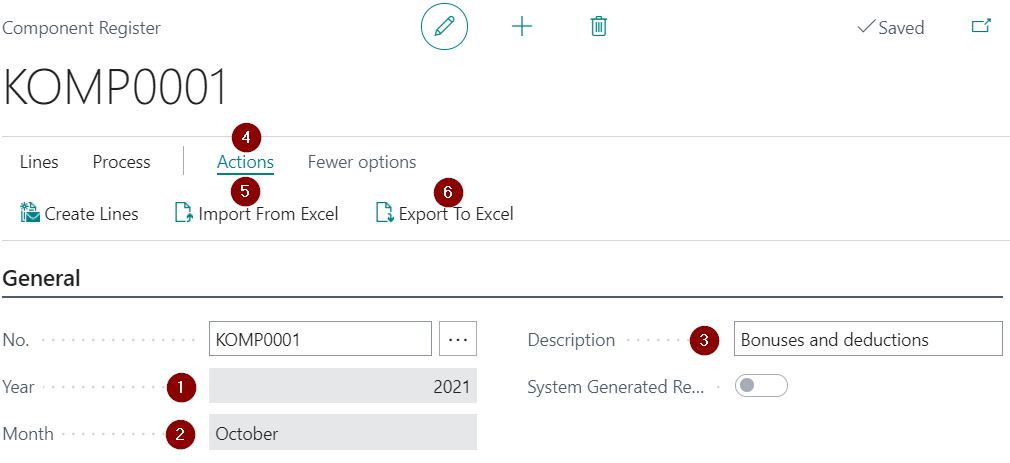 Component Register
Saved
KOMP0001
4
Lines Process Actions Fewer options
5 6
Create Lines Import From Excel Export To Excel
General
No. KOMP0001 ... Description 3 Bonuses and deductions
Year 1 2021 System Generated Re...
Month 2 October